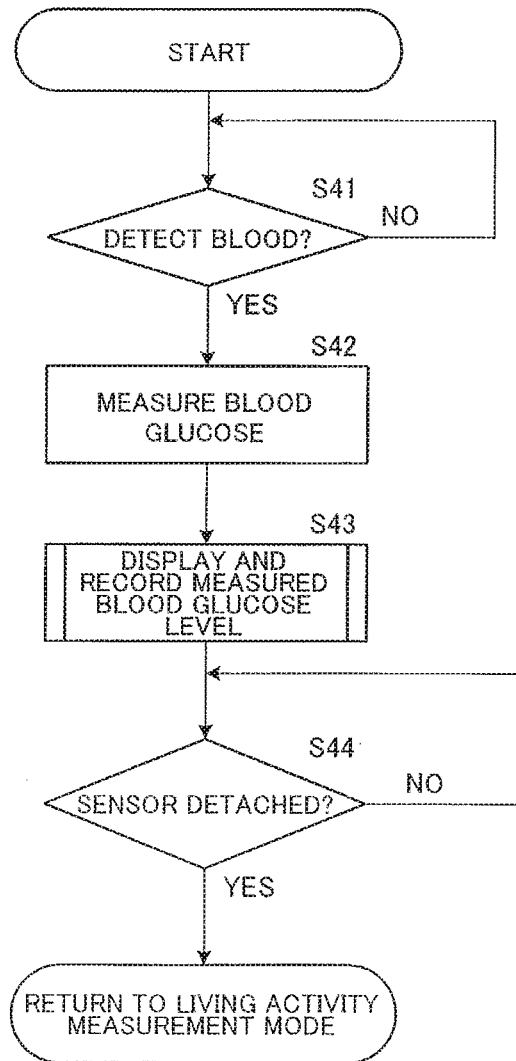 START
S41
DETECT BLOOD?
NO
YES
S42
MEASURE BLOOD
GLUCOSE
S43
DISPLAY AND
RECORD MEASURED
BLOOD GLUCOSE
LEVEL
S44
SENSOR DETACHED?
NO
YES
RETURN TO LIVING ACTIVITY
MEASUREMENT MODE